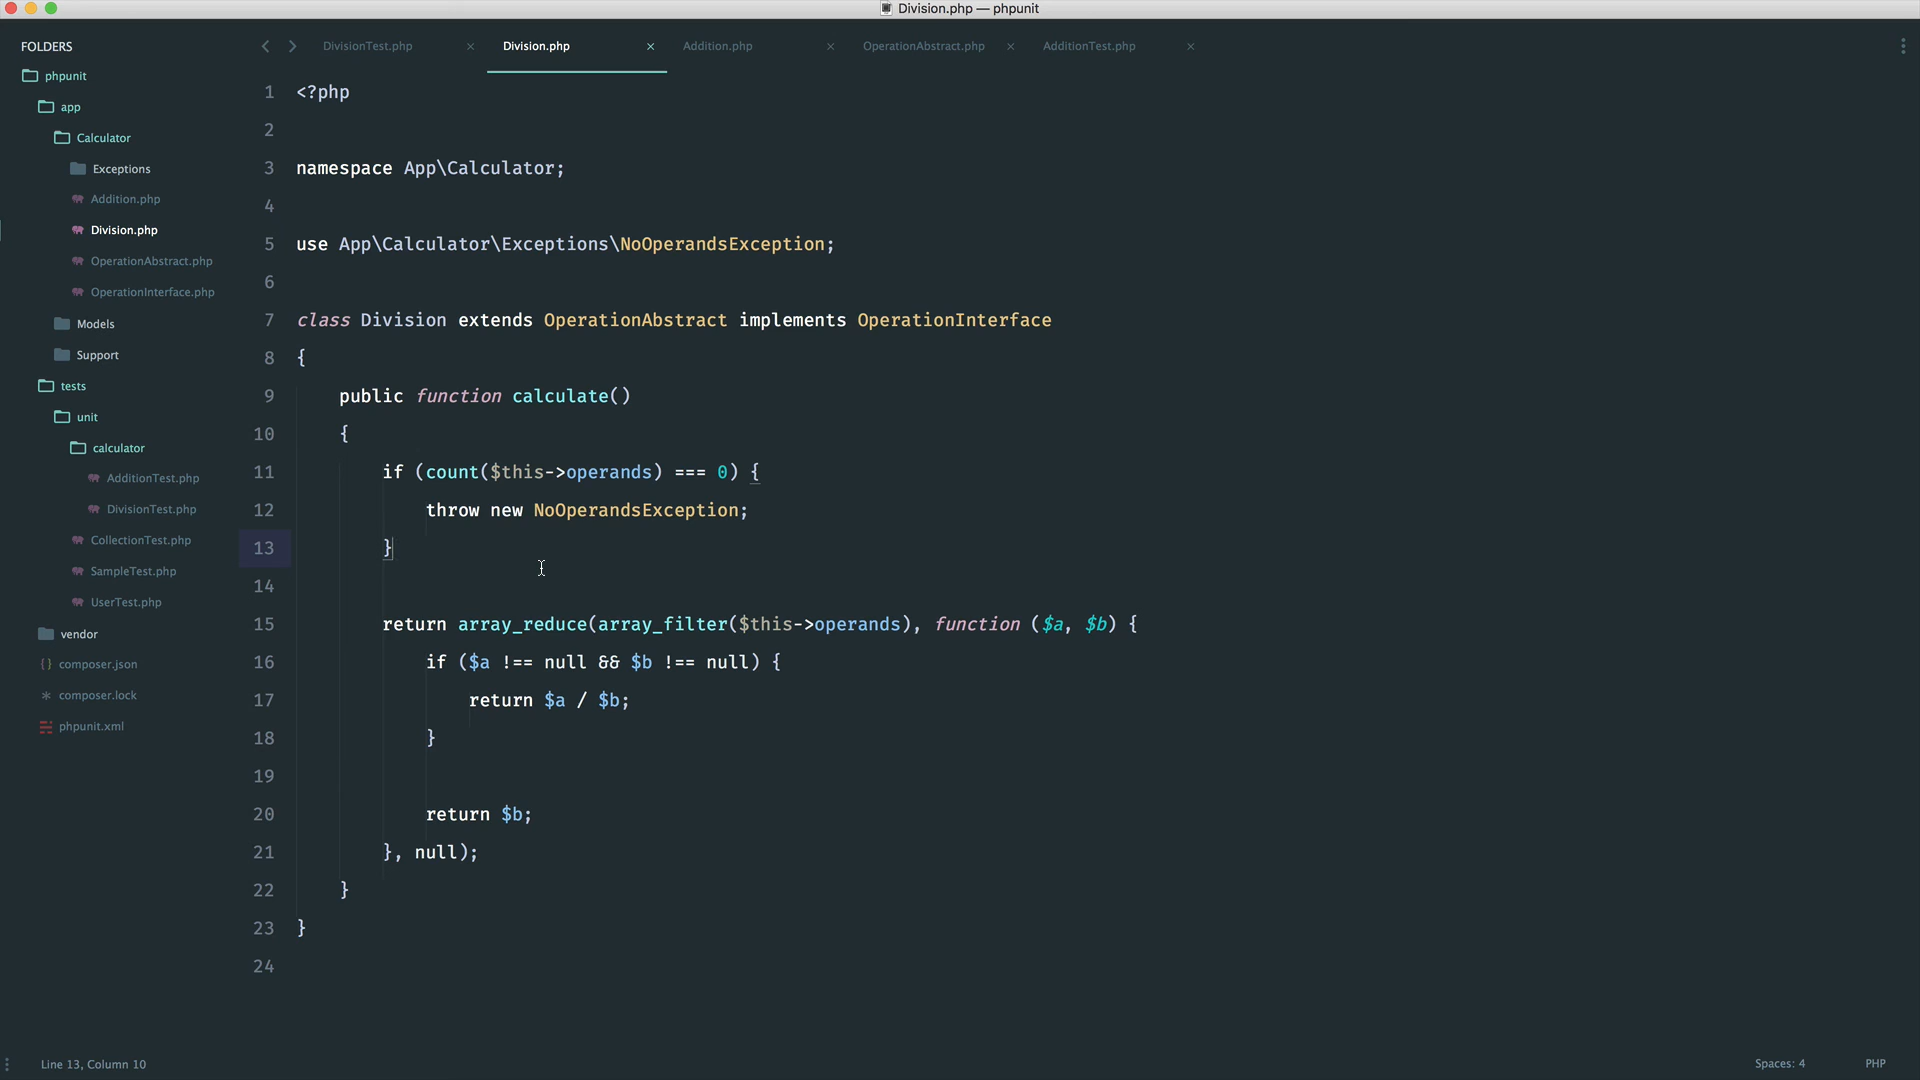 Division.php — phpunit
FOLDERS
phpunit
app
Calculator
Exceptions
Addition.php
Division.php
OperationAbstract.php
OperationInterface.php
Models
Support
tests
unit
calculator
AdditionTest.php
DivisionTest.php
CollectionTest.php
SampleTest.php
UserTest.php
vendor
composer.json
composer.lock
phpunit.xml
DivisionTest.php × Division.php × Addition.php × OperationAbstract.php × AdditionTest.php ×
1 <?php
2
3 namespace App\Calculator;
4
5 use App\Calculator\Exceptions\NoOperandsException;
6
7 class Division extends OperationAbstract implements OperationInterface
8 {
9     public function calculate()
10     {
11         if (count($this->operands) === 0) {
12             throw new NoOperandsException;
13         }
14
15         return array_reduce(array_filter($this->operands), function ($a, $b) {
16             if ($a !== null && $b !== null) {
17                 return $a / $b;
18             }
19
20             return $b;
21         }, null);
22     }
23 }
24
Line 13, Column 10
Spaces: 4
PHP